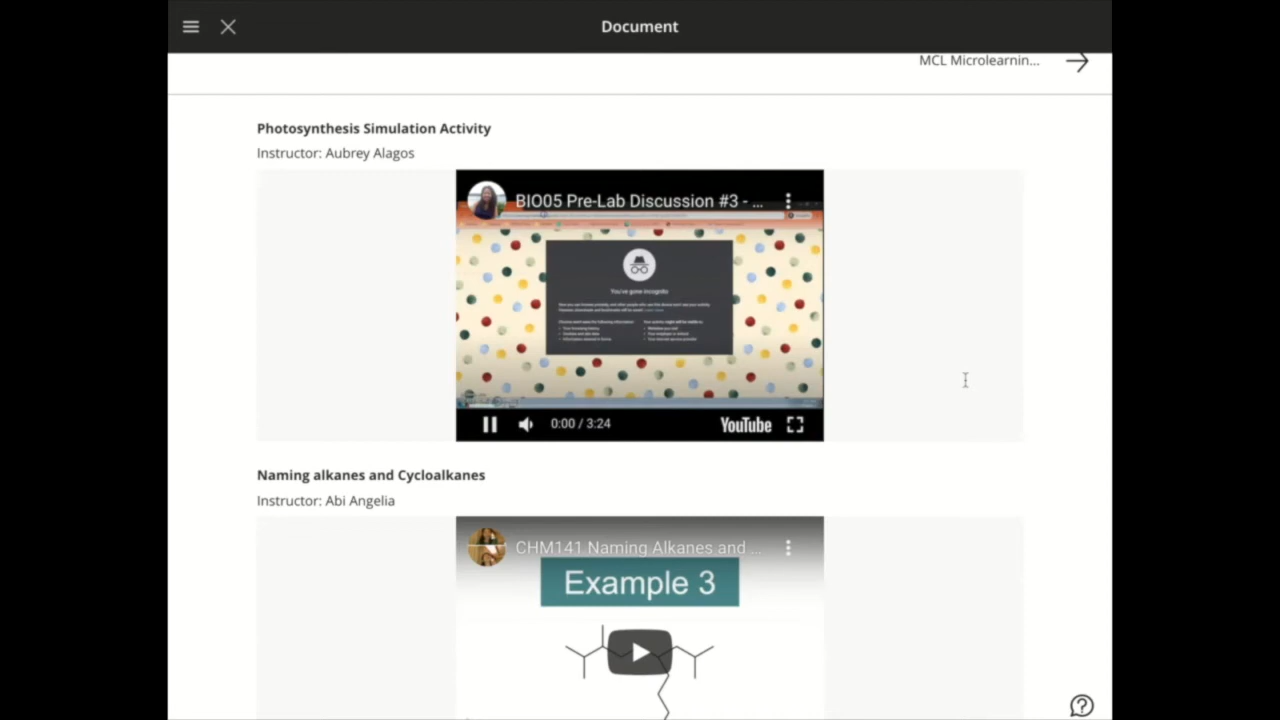 Document
MCL Microlearnin...
Photosynthesis Simulation Activity
Instructor: Aubrey Alagos
BIO05 Pre-Lab Discussion #3 - ...
You've gone Incognito
0:00 / 3:24
YouTube
Naming alkanes and Cycloalkanes
Instructor: Abi Angelia
CHM141 Naming Alkanes and ...
Example 3